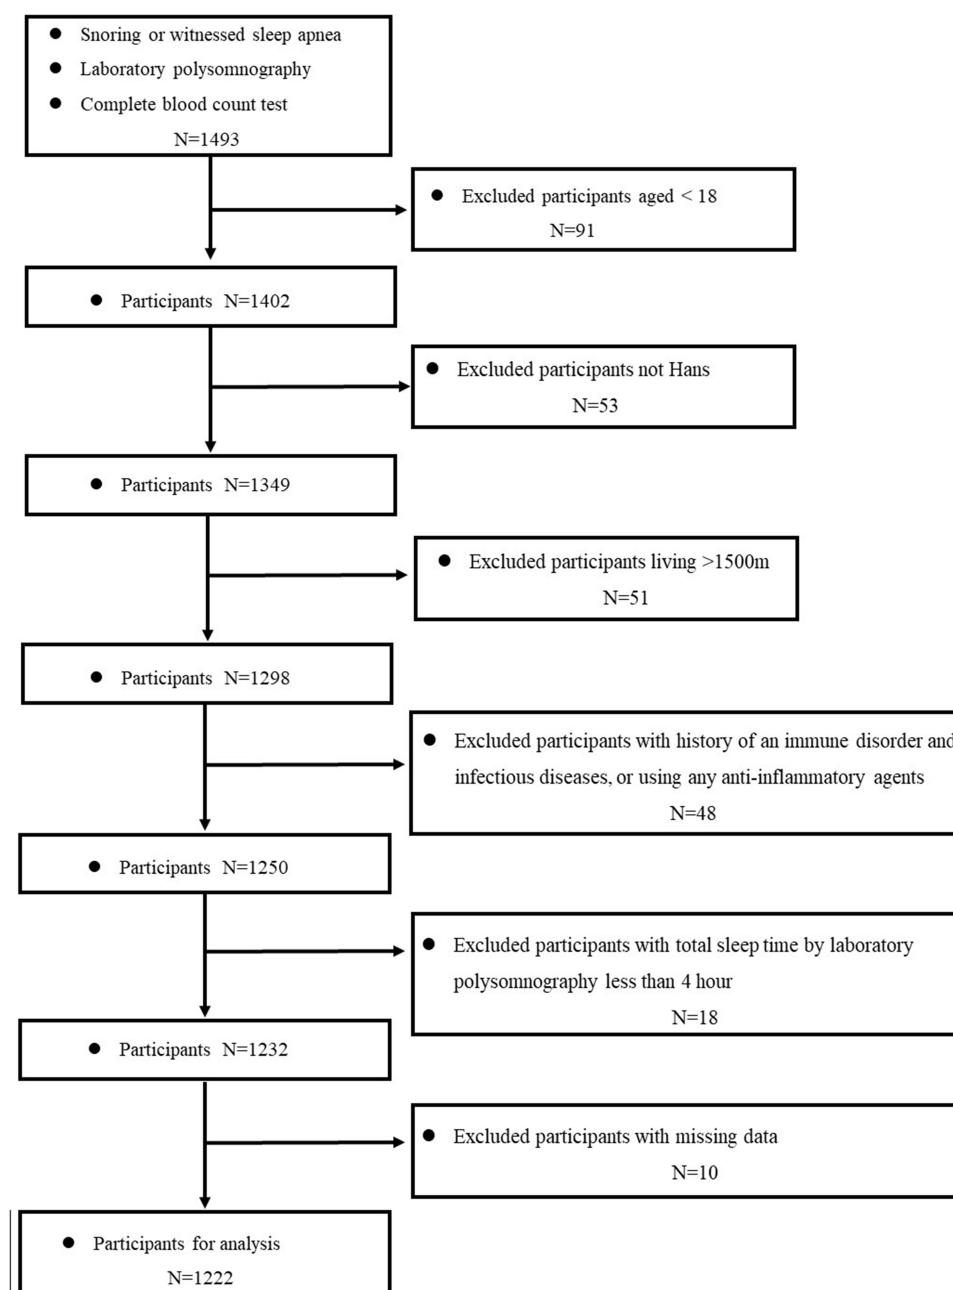 ● Snoring or witnessed sleep apnea
● Laboratory polysomnography
● Complete blood count test
N=1493
● Excluded participants aged < 18
N=91
● Participants N=1402
● Excluded participants not Hans
N=53
● Participants N=1349
● Excluded participants living >1500m
N=51
● Participants N=1298
● Excluded participants with history of an immune disorder and
infectious diseases, or using any anti-inflammatory agents
N=48
● Participants N=1250
● Excluded participants with total sleep time by laboratory
polysomnography less than 4 hour
N=18
● Participants N=1232
● Excluded participants with missing data
N=10
● Participants for analysis
N=1222